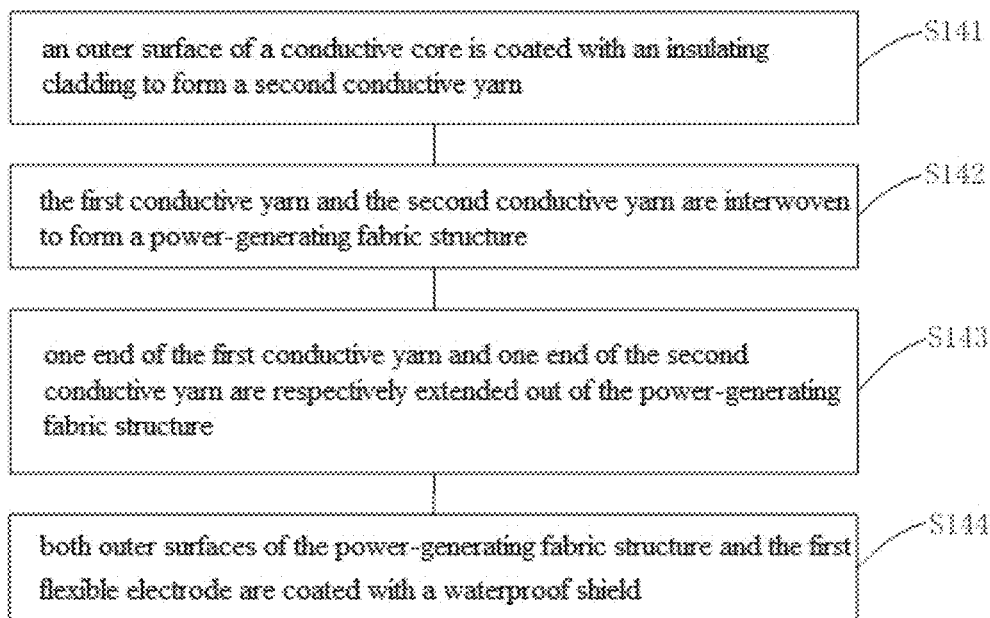 an outer surface of a conductive core is coated with an insulating
cladding to form a second conductive yarn
S141
the first conductive yarn and the second conductive yarn are interwoven
to form a power-generating fabric structure
S142
one end of the first conductive yarn and one end of the second
conductive yarn are respectively extended out of the power-generating
fabric structure
S143
both outer surfaces of the power-generating fabric structure and the first
flexible electrode are coated with a waterproof shield
S144